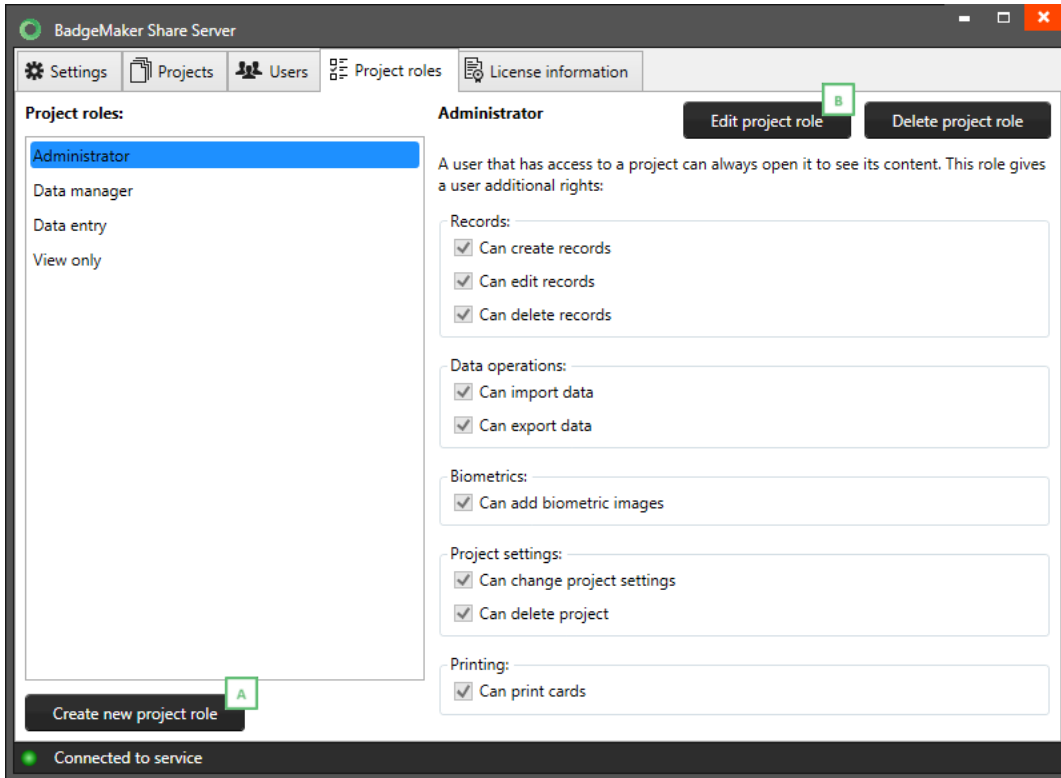 BadgeMaker Share Server
Settings
Projects
Users
Project roles
License information
Project roles:
Administrator
Data manager
Data entry
View only
A
Create new project role
Administrator
B
Edit project role
Delete project role
A user that has access to a project can always open it to see its content. This role gives
a user additional rights:
Records:
Can create records
Can edit records
Can delete records
Data operations:
Can import data
Can export data
Biometrics:
Can add biometric images
Project settings:
Can change project settings
Can delete project
Printing:
Can print cards
Connected to service